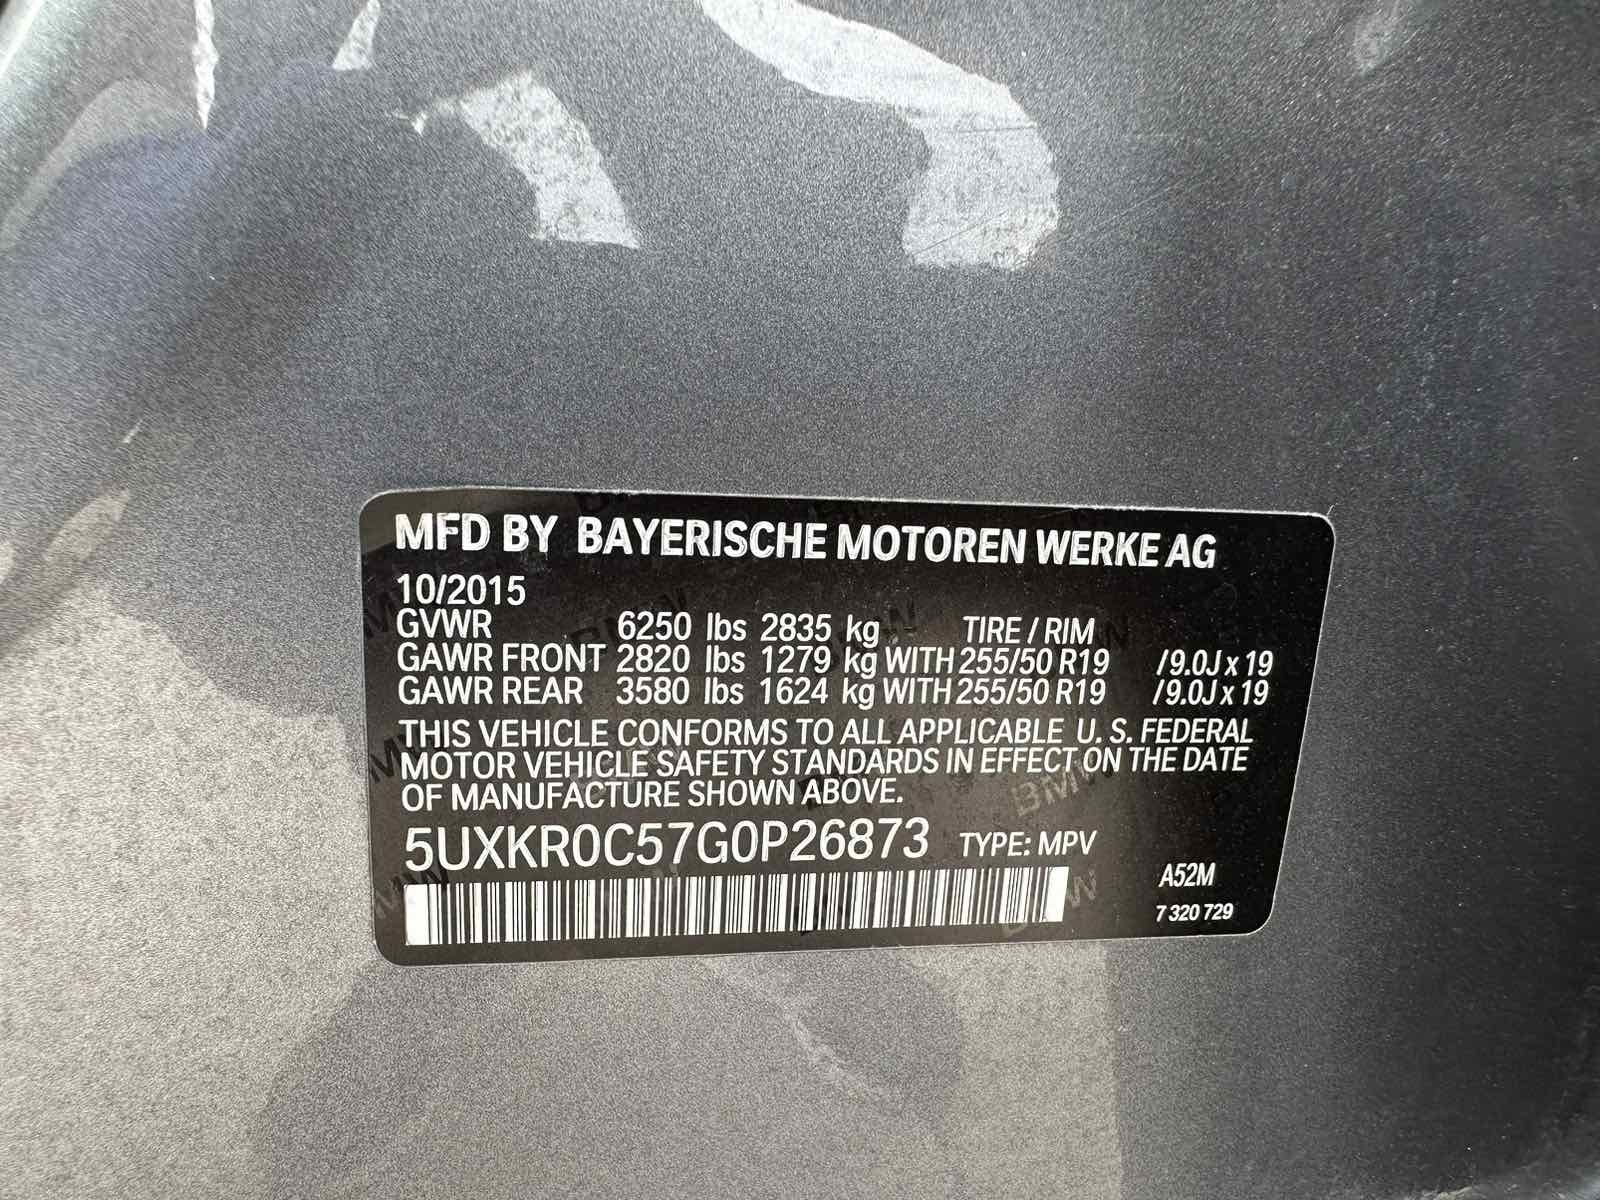 MFD BY BAYERISCHE MOTOREN WERKE AG
10/2015
GVWR 6250 lbs 2835 kg TIRE / RIM
GAWR FRONT 2820 lbs 1279 kg WITH 255/50 R19 /9.0J x 19
GAWR REAR 3580 lbs 1624 kg WITH 255/50 R19 /9.0J x 19
THIS VEHICLE CONFORMS TO ALL APPLICABLE U. S. FEDERAL
MOTOR VEHICLE SAFETY STANDARDS IN EFFECT ON THE DATE
OF MANUFACTURE SHOWN ABOVE.
5UXKR0C57G0P26873 TYPE: MPV
A52M
7 320 729